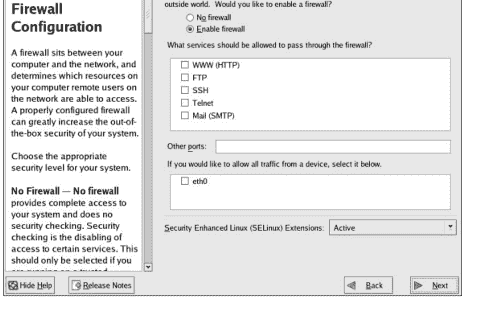 Firewall
Configuration
A firewall sits between your
computer and the network, and
determines which resources on
your computer remote users on
the network are able to access.
A properly configured firewall
can greatly increase the out-of-
the-box security of your system.
Choose the appropriate
security level for your system.
No Firewall — No firewall
provides complete access to
your system and does no
security checking. Security
checking is the disabling of
access to certain services. This
should only be selected if you
outside world. Would you like to enable a firewall?
No firewall
Enable firewall
What services should be allowed to pass through the firewall?
WWW (HTTP)
FTP
SSH
Telnet
Mail (SMTP)
Other ports:
If you would like to allow all traffic from a device, select it below.
eth0
Security Enhanced Linux (SELinux) Extensions: Active
Hide Help
Release Notes
Back
Next